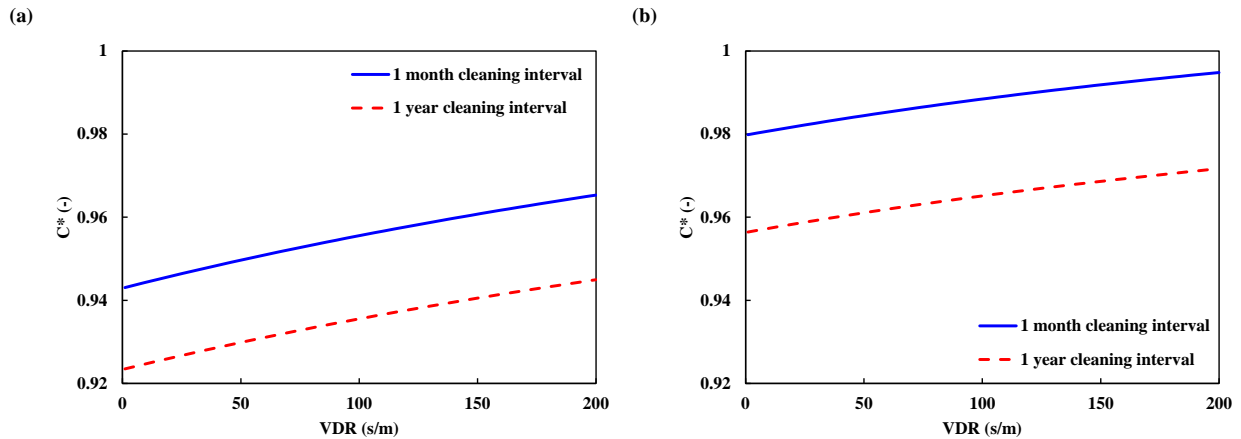 (a)
1
0.98
0.96
0.94
0.92
C* (-)
1 month cleaning interval
1 year cleaning interval
0
50
100
150
200
VDR (s/m)
(b)
1
0.98
0.96
0.94
0.92
C* (-)
1 month cleaning interval
1 year cleaning interval
0
50
100
150
200
VDR (s/m)